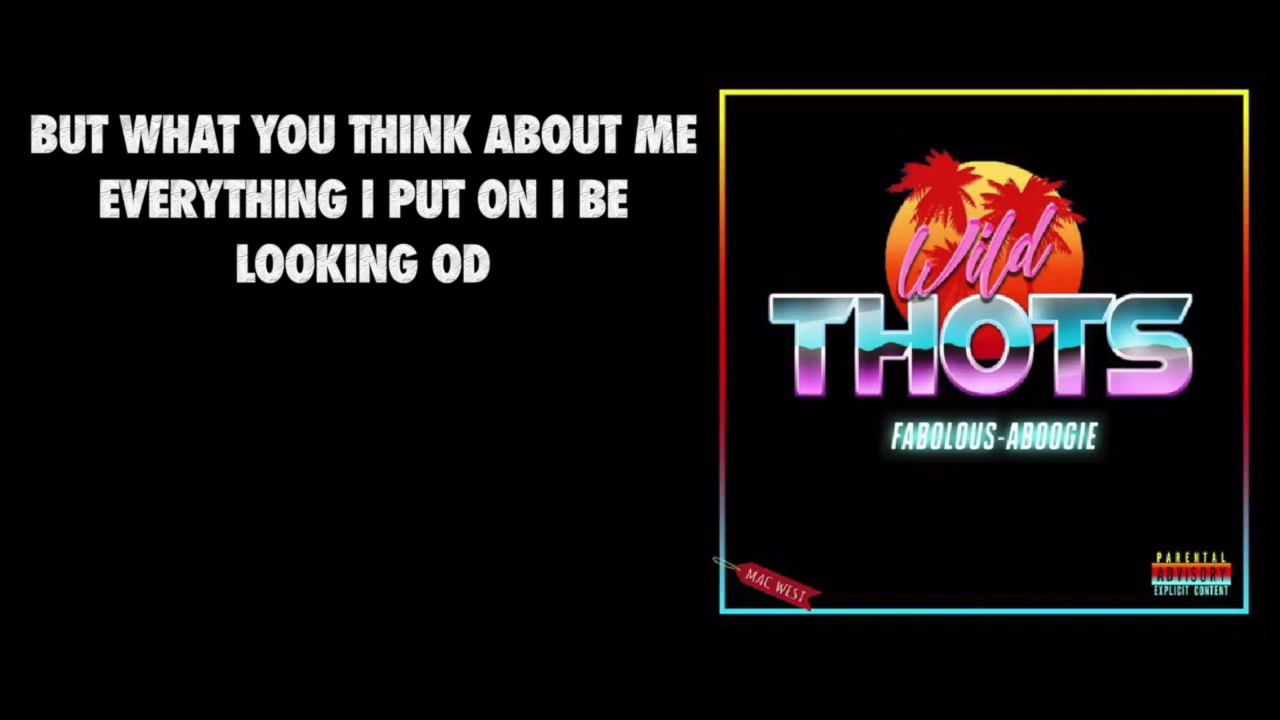 BUT WHAT YOU THINK ABOUT ME
EVERYTHING I PUT ON I BE
LOOKING OD
Wild
THOTS
FABOLOUS-ABOOGIE
MAC WEST
PARENTAL
ADVISORY
EXPLICIT CONTENT